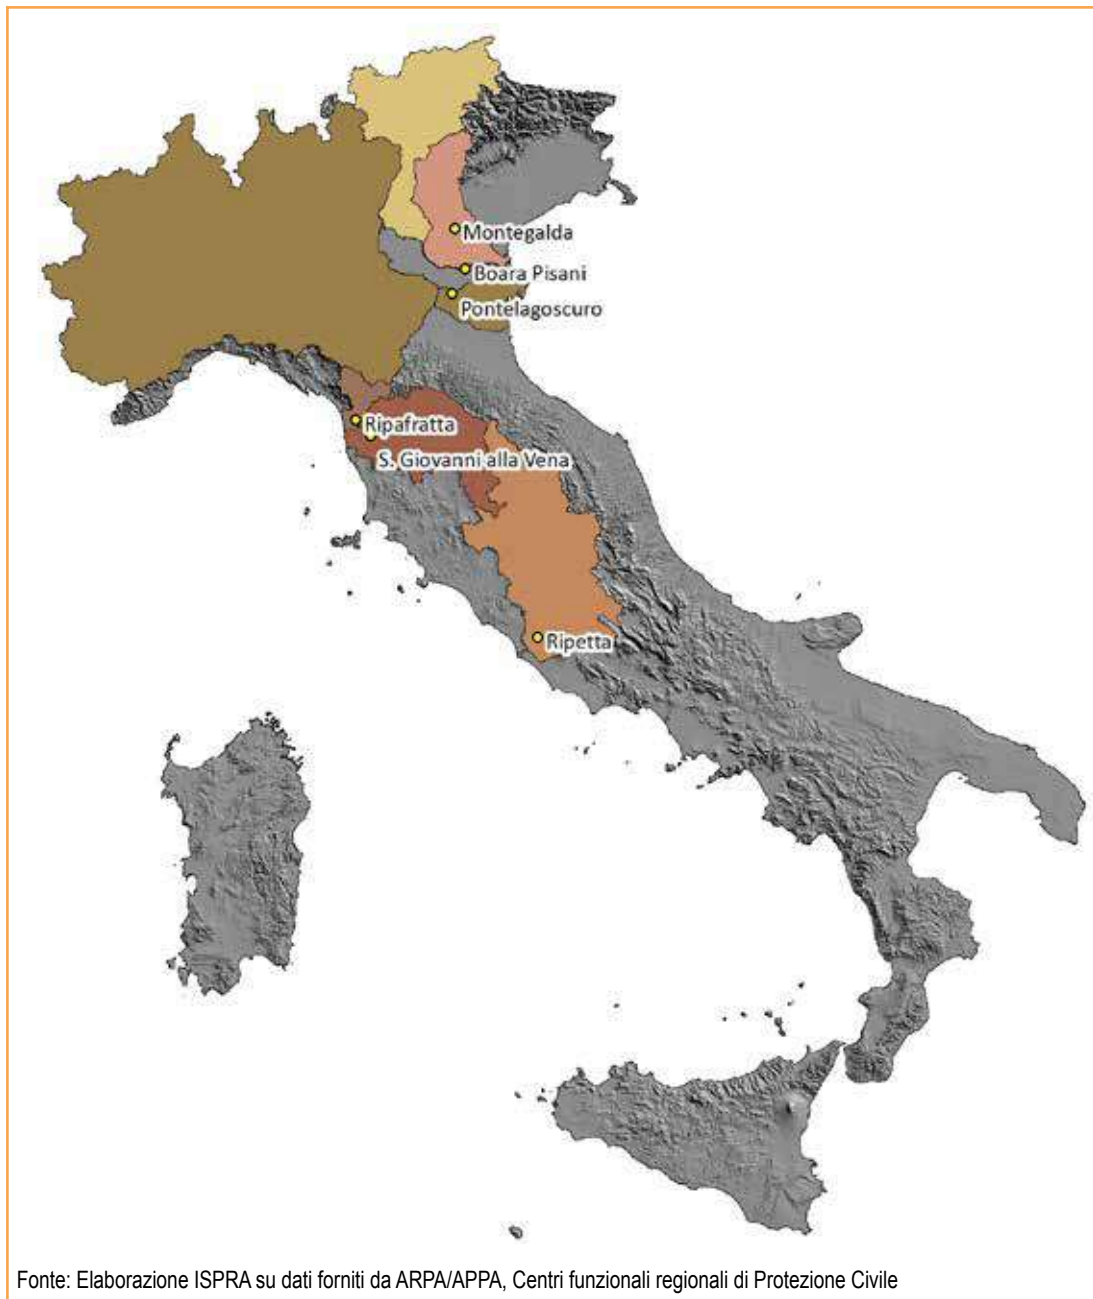 Montegalda
Boara Pisani
Pontelagoscuro
Ripafratta
S. Giovanni alla Vena
Ripetta
Fonte: Elaborazione ISPRA su dati forniti da ARPA/APPA, Centri funzionali regionali di Protezione Civile